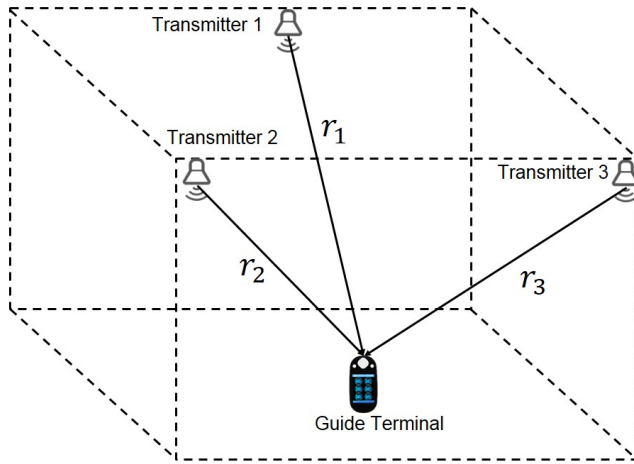 Transmitter 1
r₁
Transmitter 2
Transmitter 3
r₂
r₃
Guide Terminal